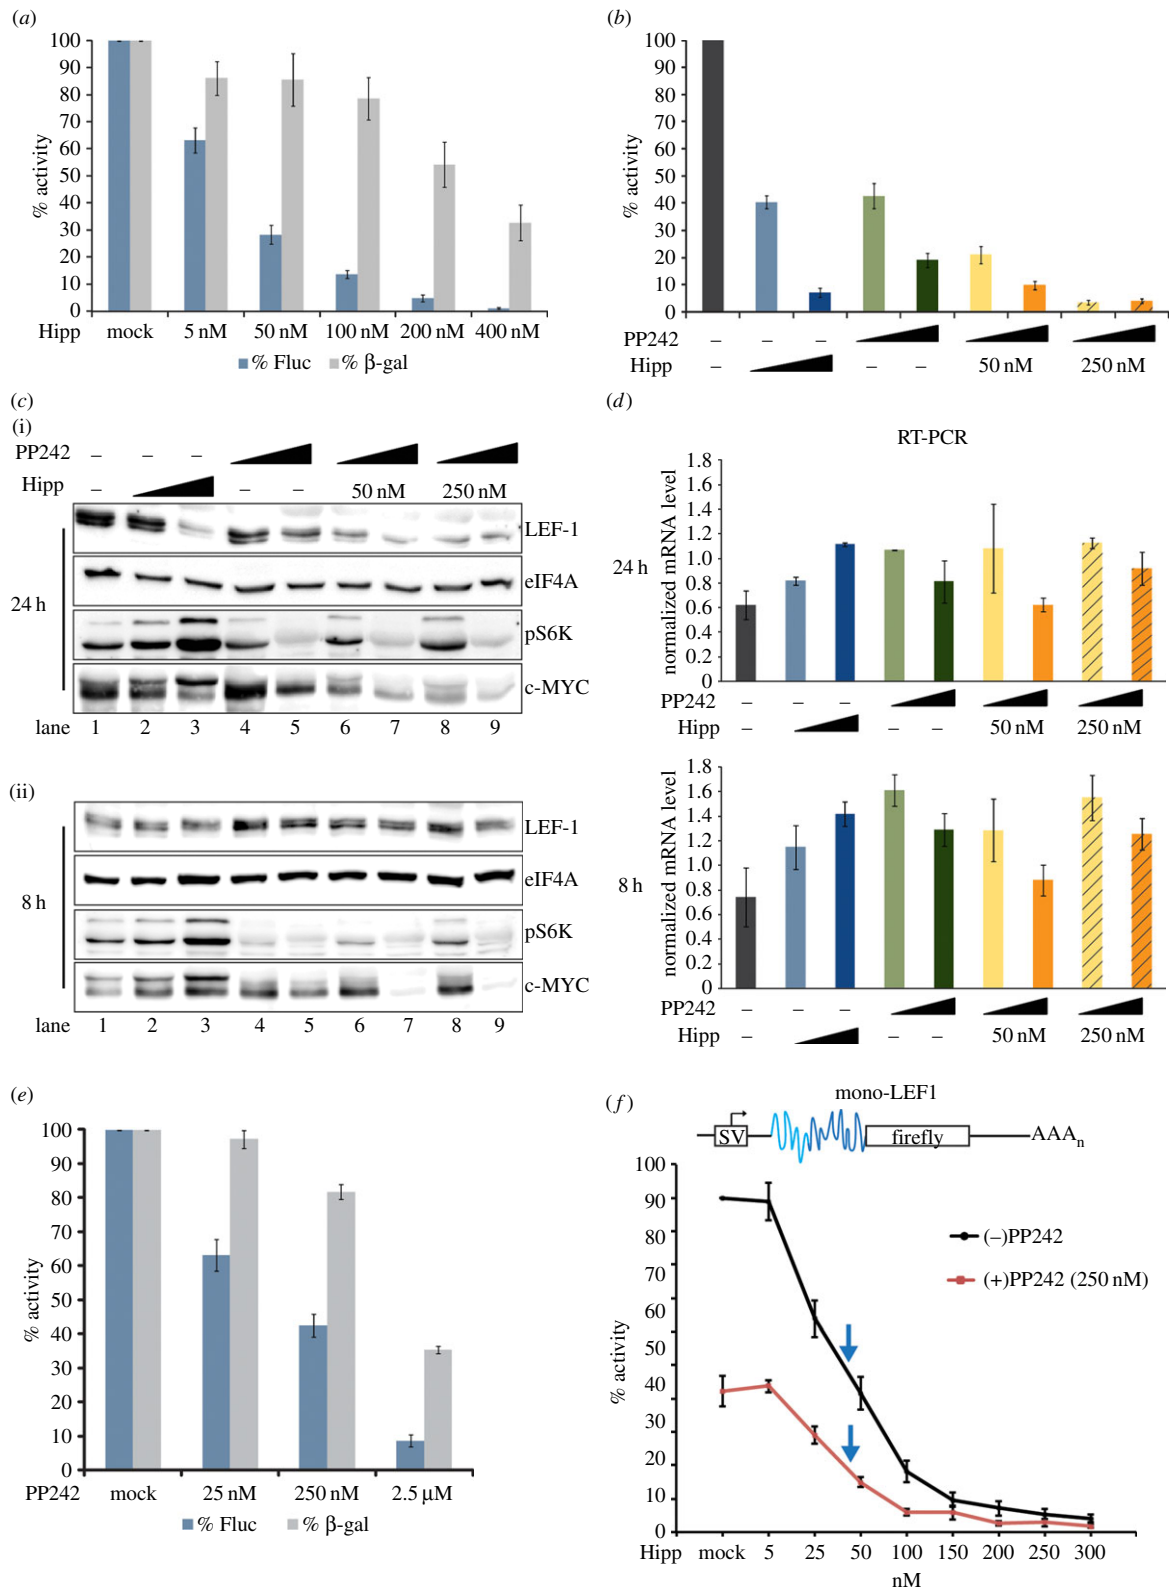 (a)
100
90
80
70
60
50
40
30
20
10
0
% activity
Hipp mock 5 nM 50 nM 100 nM 200 nM 400 nM
% Fluc % β-gal
(b)
100
90
80
70
60
50
40
30
20
10
0
% activity
PP242 – – –
Hipp – – – 50 nM 250 nM
(c)
(i)
PP242 – – –
Hipp – – – 50 nM 250 nM
LEF-1
eIF4A
24 h
pS6K
c-MYC
lane 1 2 3 4 5 6 7 8 9
(ii)
LEF-1
eIF4A
8 h
pS6K
c-MYC
lane 1 2 3 4 5 6 7 8 9
(d)
RT-PCR
1.8
1.6
1.4
1.2
1.0
0.8
0.6
0.4
0.2
0
normalized mRNA level
24 h
PP242 – – –
Hipp – – – 50 nM 250 nM
1.8
1.6
1.4
1.2
1.0
0.8
0.6
0.4
0.2
0
normalized mRNA level
8 h
PP242 – – –
Hipp – – – 50 nM 250 nM
(e)
100
90
80
70
60
50
40
30
20
10
0
% activity
PP242 mock 25 nM 250 nM 2.5 µM
% Fluc % β-gal
(f)
mono-LEF1
SV firefly AAAn
100
90
80
70
60
50
40
30
20
10
0
% activity
(–)PP242
(+)PP242 (250 nM)
Hipp mock 5 25 50 100 150 200 250 300
nM